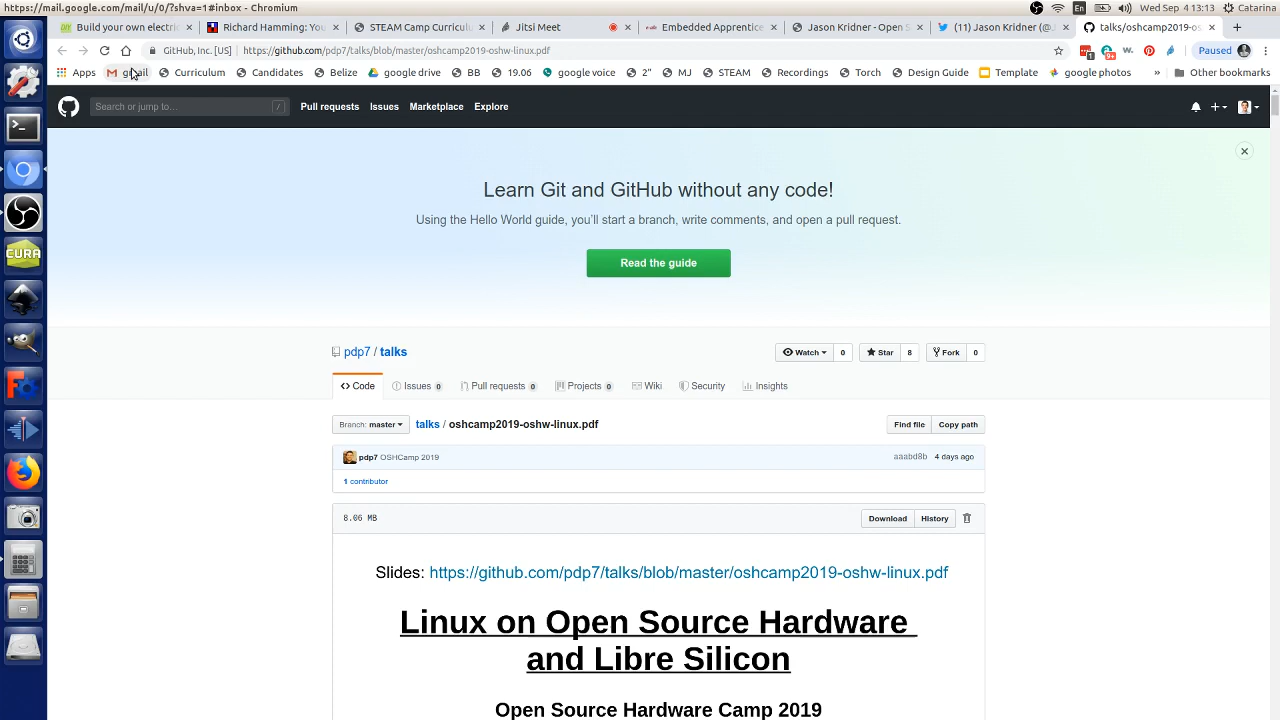 https://mail.google.com/mail/u/0/?shva=1#inbox - Chromium
En
Wed Sep 4 13:13
Catarina
Build your own electri
Richard Hamming: You
STEAM Camp Curricul
Jitsi Meet
Embedded Apprentice
Jason Kridner - Open S
(11) Jason Kridner (@J
talks/oshcamp2019-os
GitHub, Inc. [US]
https://github.com/pdp7/talks/blob/master/oshcamp2019-oshw-linux.pdf
9+
Paused
Apps
gmail
Curriculum
Candidates
Belize
google drive
BB
19.06
google voice
2"
MJ
STEAM
Recordings
Torch
Design Guide
Template
google photos
»
Other bookmarks
Search or jump to...
/
Pull requests
Issues
Marketplace
Explore
Learn Git and GitHub without any code!
Using the Hello World guide, you'll start a branch, write comments, and open a pull request.
Read the guide
pdp7 / talks
Watch
0
Star
8
Fork
0
Code
Issues 0
Pull requests 0
Projects 0
Wiki
Security
Insights
Branch: master
talks / oshcamp2019-oshw-linux.pdf
Find file
Copy path
pdp7 OSHCamp 2019
aaabd8b 4 days ago
1 contributor
8.06 MB
Download
History
Slides: https://github.com/pdp7/talks/blob/master/oshcamp2019-oshw-linux.pdf
Linux on Open Source Hardware
and Libre Silicon
Open Source Hardware Camp 2019
CURA